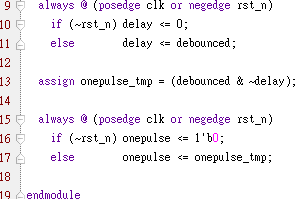 9 always @ (posedge clk or negedge rst_n)
10 if (~rst_n) delay <= 0;
11 else delay <= debounced;
12
13 assign onepulse_tmp = (debounced & ~delay);
14
15 always @ (posedge clk or negedge rst_n)
16 if (~rst_n) onepulse <= 1'b0;
17 else onepulse <= onepulse_tmp;
18
19 endmodule